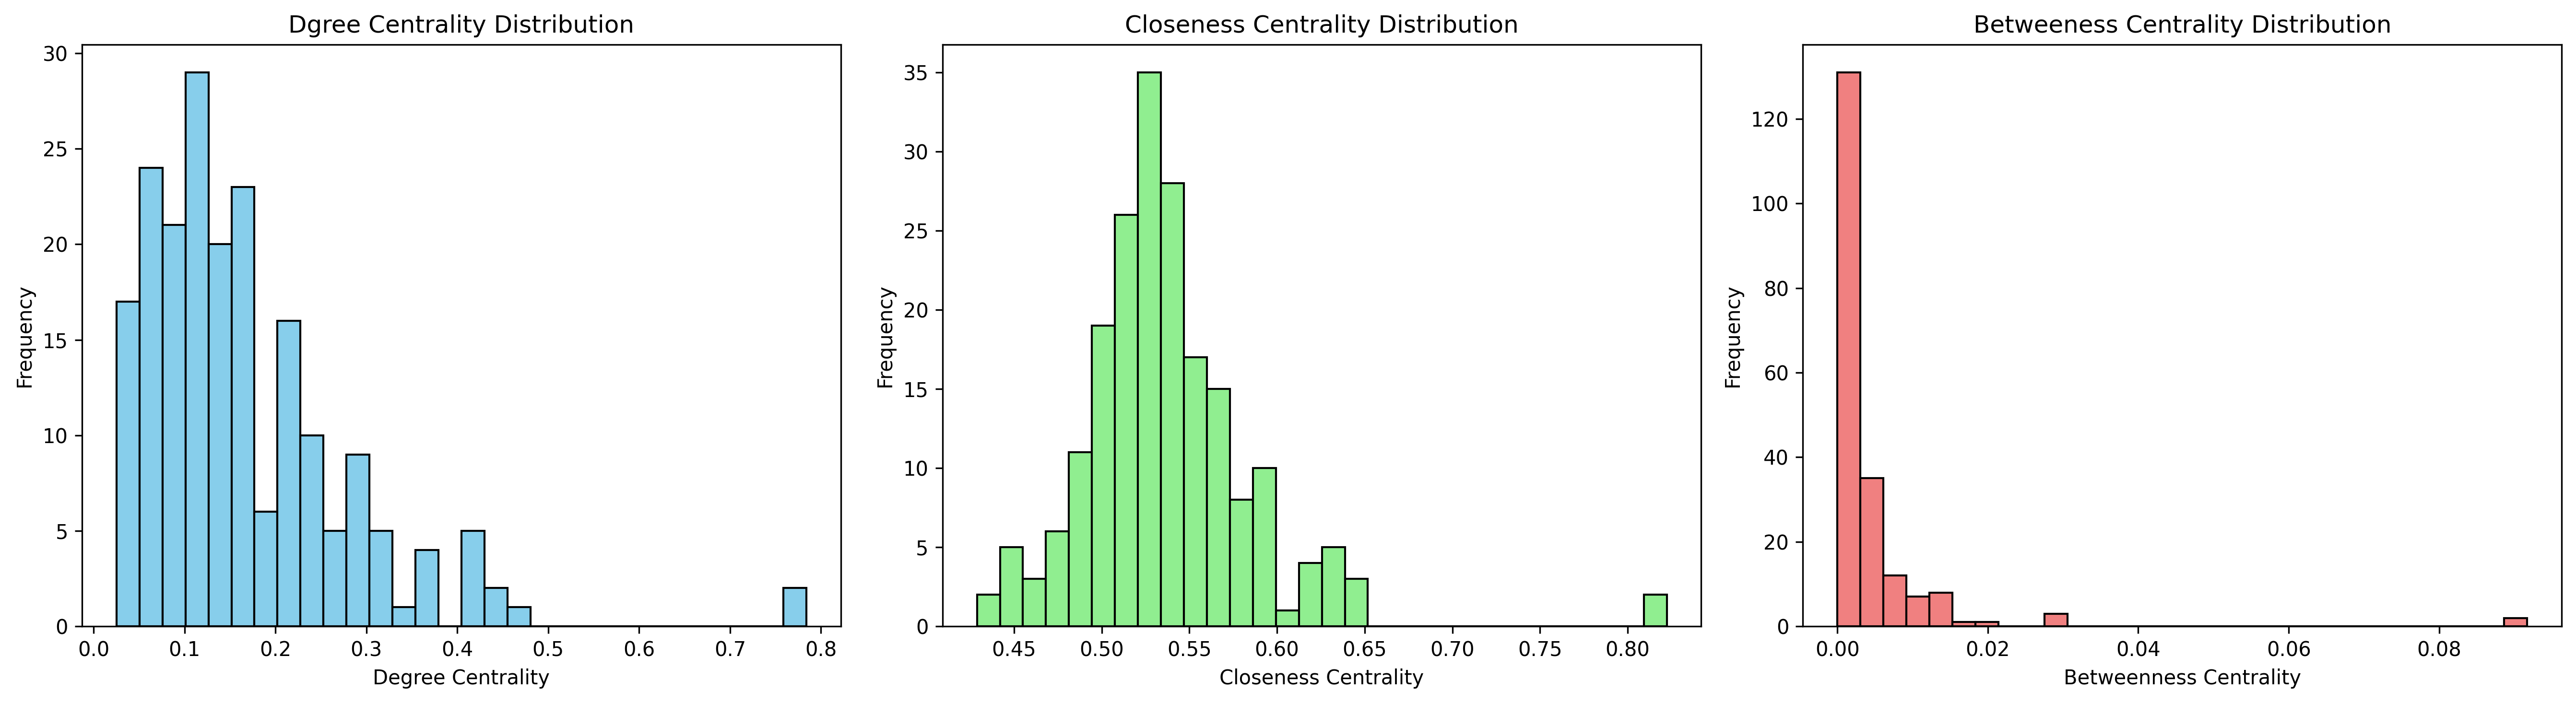 Dgree Centrality Distribution
30
25
20
15
10
5
0
Frequency
0.0 0.1 0.2 0.3 0.4 0.5 0.6 0.7 0.8
Degree Centrality
Closeness Centrality Distribution
35
30
25
20
15
10
5
0
Frequency
0.45 0.50 0.55 0.60 0.65 0.70 0.75 0.80
Closeness Centrality
Betweeness Centrality Distribution
120
100
80
60
40
20
0
Frequency
0.00 0.02 0.04 0.06 0.08
Betweenness Centrality